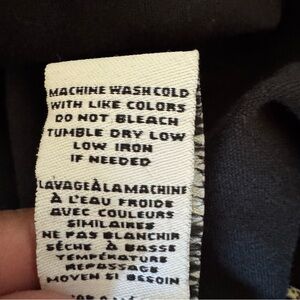 MACHINE WASH COLD
WITH LIKE COLORS
DO NOT BLEACH
TUMBLE DRY LOW
LOW IRON
IF NEEDED
LAVAGE À LA MACHINE
À L'EAU FROIDE
AVEC COULEURS
SIMILAIRES
NE PAS BLANCHIR
SÉCHE À BASSE
TEMPÉRATURE
REPASSAGE
MOYEN SI BESOIN